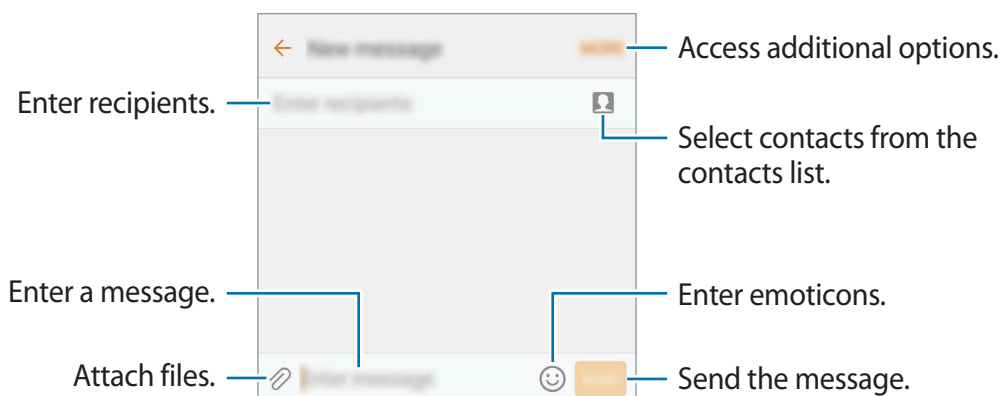 New message
MORE
Access additional options.
Enter recipients.
Enter recipients
Select contacts from the
contacts list.
Enter a message.
Enter emoticons.
Attach files.
Enter message
Send the message.